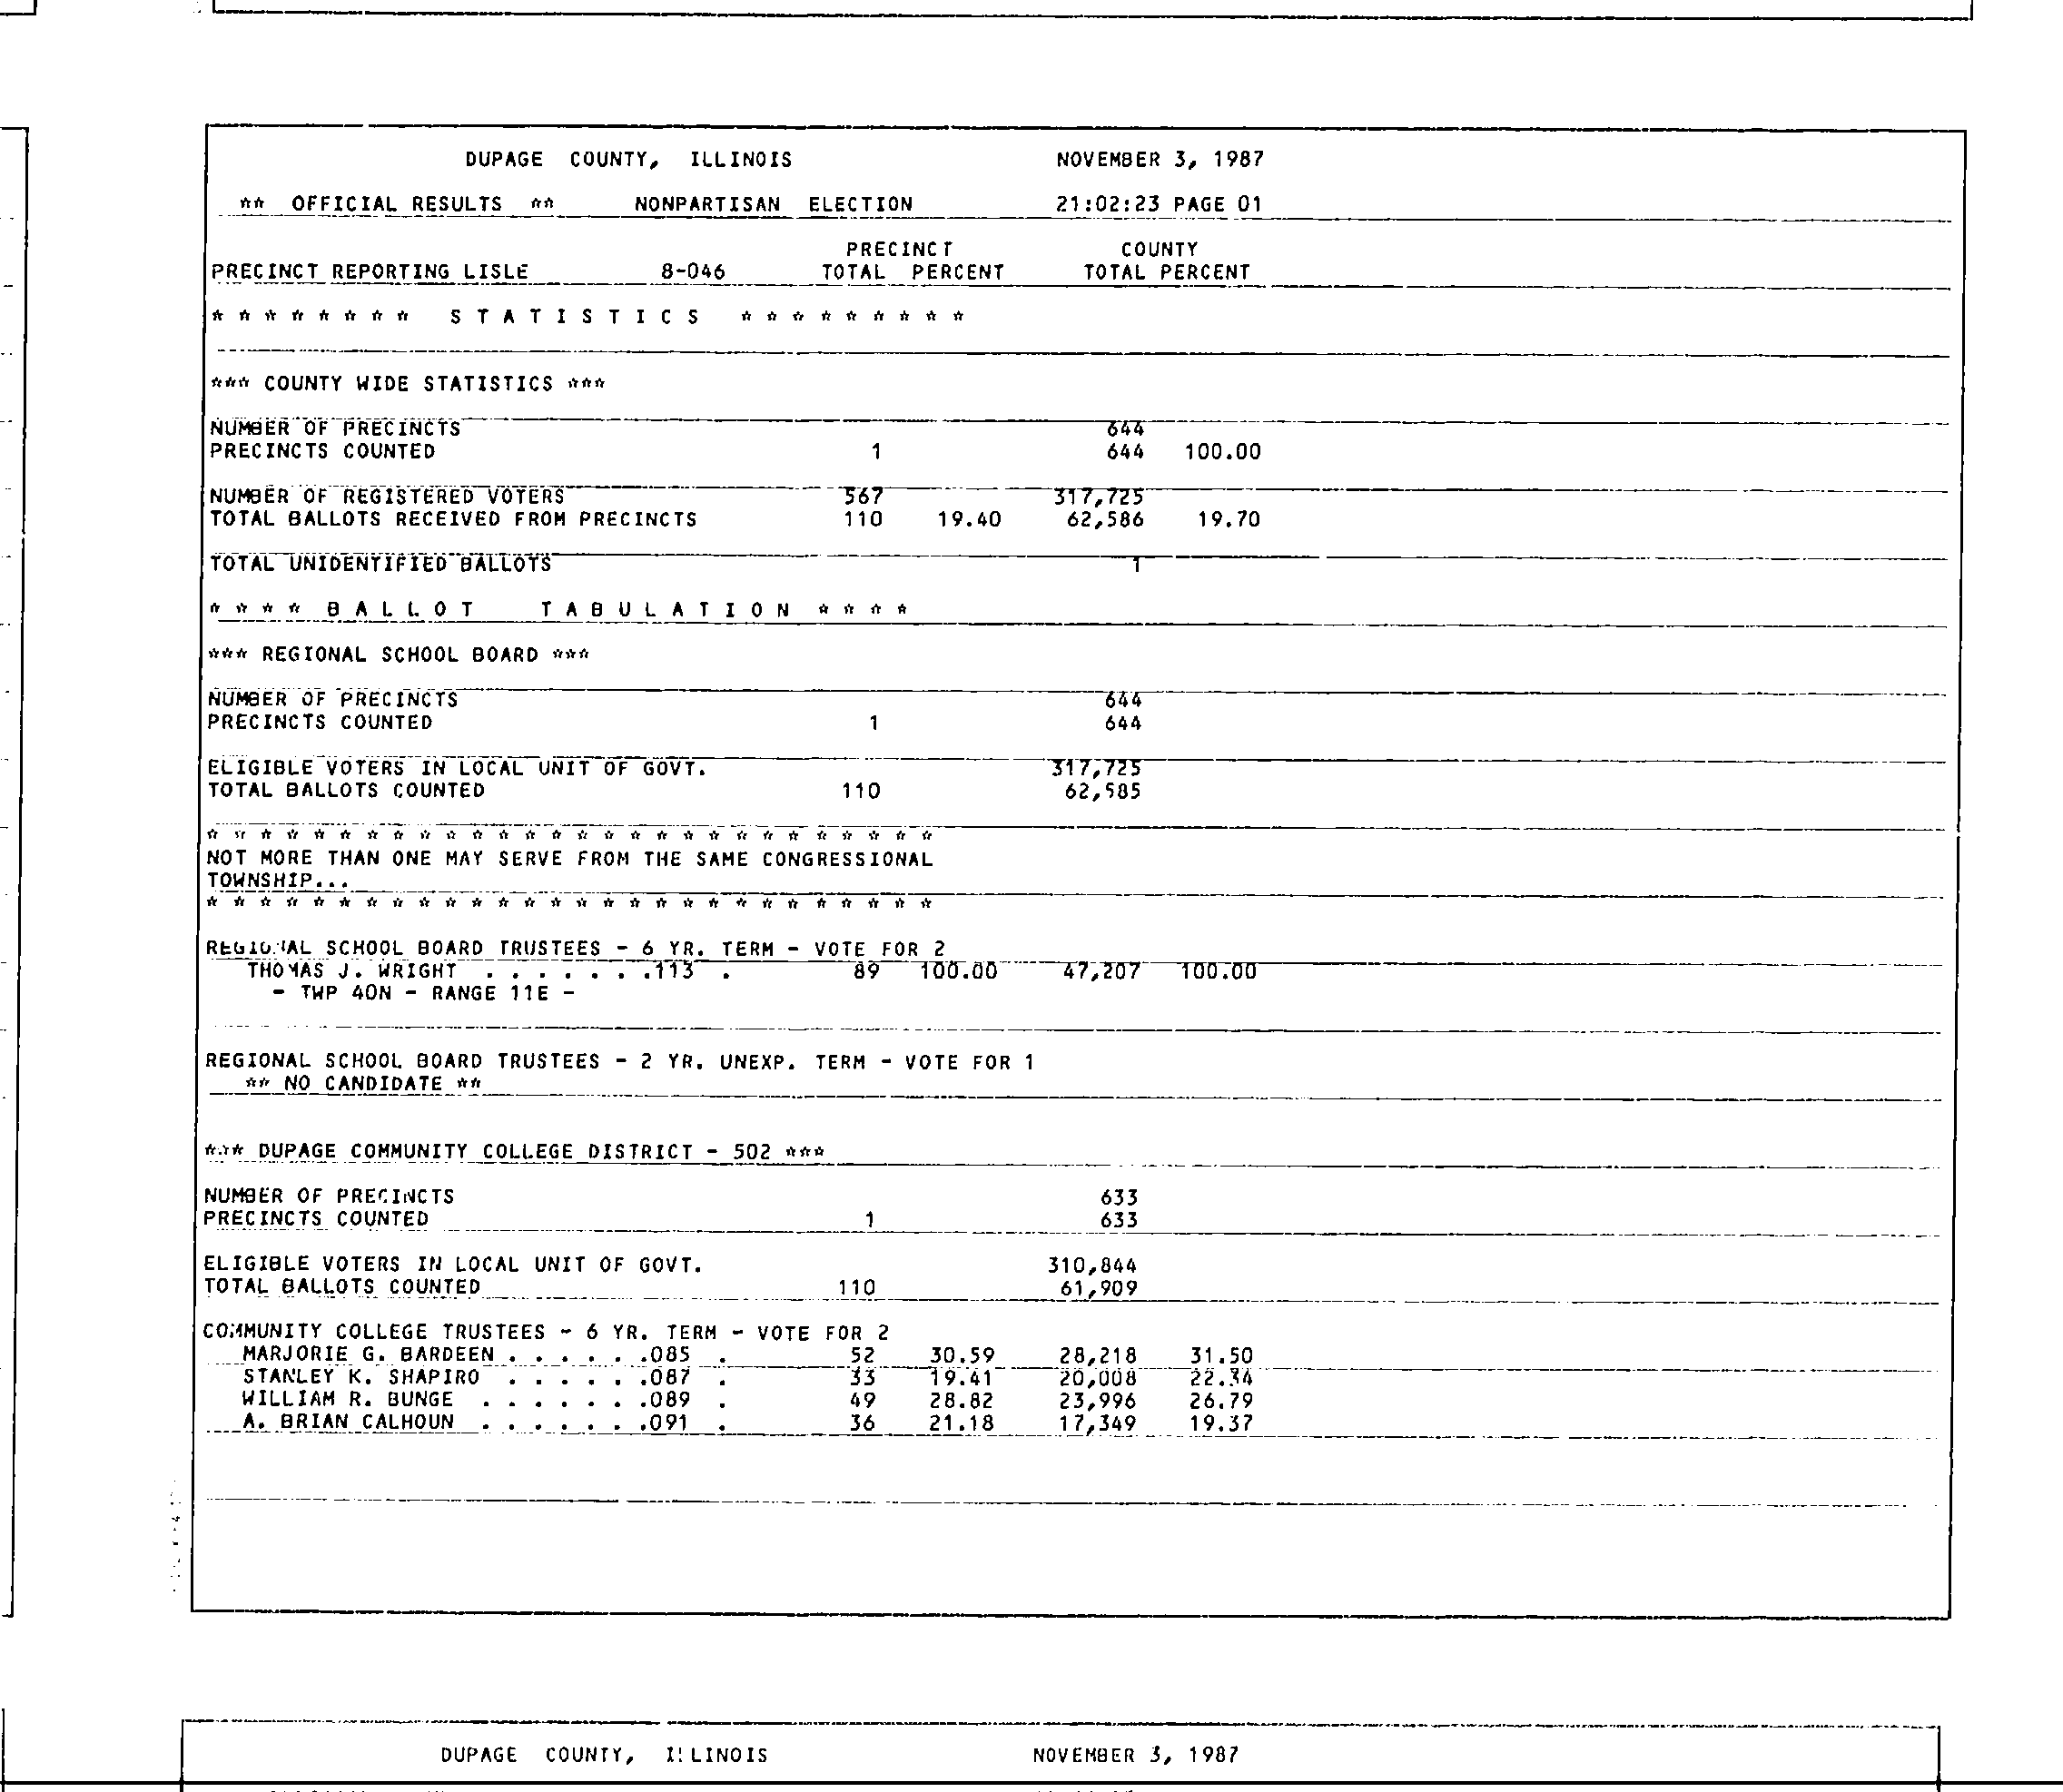 DUPAGE COUNTY, ILLINOIS NOVEMBER 3, 1987
** OFFICIAL RESULTS ** NONPARTISAN ELECTION 21:02:23 PAGE 01
PRECINCT COUNTY
PRECINCT REPORTING LISLE 8-046 TOTAL PERCENT TOTAL PERCENT
* * * * * * * * S T A T I S T I C S * * * * * * * * *
*** COUNTY WIDE STATISTICS ***
NUMBER OF PRECINCTS 644
PRECINCTS COUNTED 1 644 100.00
NUMBER OF REGISTERED VOTERS 567 317,725
TOTAL BALLOTS RECEIVED FROM PRECINCTS 110 19.40 62,586 19.70
TOTAL UNIDENTIFIED BALLOTS 1
* * * * B A L L O T T A B U L A T I O N * * * *
*** REGIONAL SCHOOL BOARD ***
NUMBER OF PRECINCTS 644
PRECINCTS COUNTED 1 644
ELIGIBLE VOTERS IN LOCAL UNIT OF GOVT. 317,725
TOTAL BALLOTS COUNTED 110 62,585
* * * * * * * * * * * * * * * * * * * * * * * * * * * *
NOT MORE THAN ONE MAY SERVE FROM THE SAME CONGRESSIONAL
TOWNSHIP...
* * * * * * * * * * * * * * * * * * * * * * * * * * * *
REGIONAL SCHOOL BOARD TRUSTEES - 6 YR. TERM - VOTE FOR 2
THOMAS J. WRIGHT . . . . . . .113 . 89 100.00 47,207 100.00
- TWP 40N - RANGE 11E -
REGIONAL SCHOOL BOARD TRUSTEES - 2 YR. UNEXP. TERM - VOTE FOR 1
** NO CANDIDATE **
*** DUPAGE COMMUNITY COLLEGE DISTRICT - 502 ***
NUMBER OF PRECINCTS 633
PRECINCTS COUNTED 1 633
ELIGIBLE VOTERS IN LOCAL UNIT OF GOVT. 310,844
TOTAL BALLOTS COUNTED 110 61,909
COMMUNITY COLLEGE TRUSTEES - 6 YR. TERM - VOTE FOR 2
MARJORIE G. BARDEEN . . . . . .085 . 52 30.59 28,218 31.50
STANLEY K. SHAPIRO . . . . . .087 . 33 19.41 20,008 22.34
WILLIAM R. BUNGE . . . . . . .089 . 49 28.82 23,996 26.79
A. BRIAN CALHOUN . . . . . . .091 . 36 21.18 17,349 19.37
DUPAGE COUNTY, ILLINOIS NOVEMBER 3, 1987